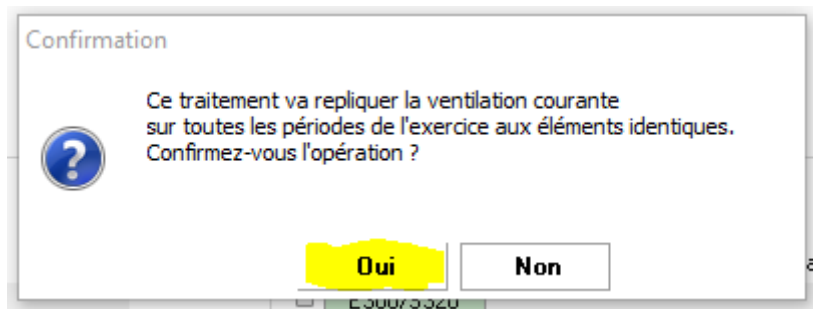 Confirmation
Ce traitement va repliquer la ventilation courante
sur toutes les périodes de l'exercice aux éléments identiques.
Confirmez-vous l'opération ?
Oui
Non